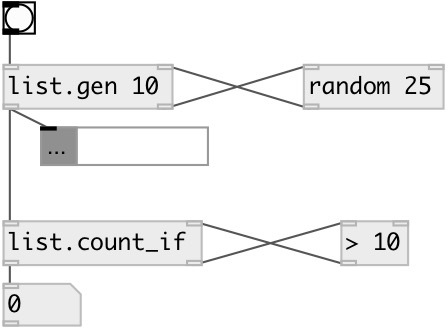 list.gen 10
random 25
...
list.count_if
> 10
0